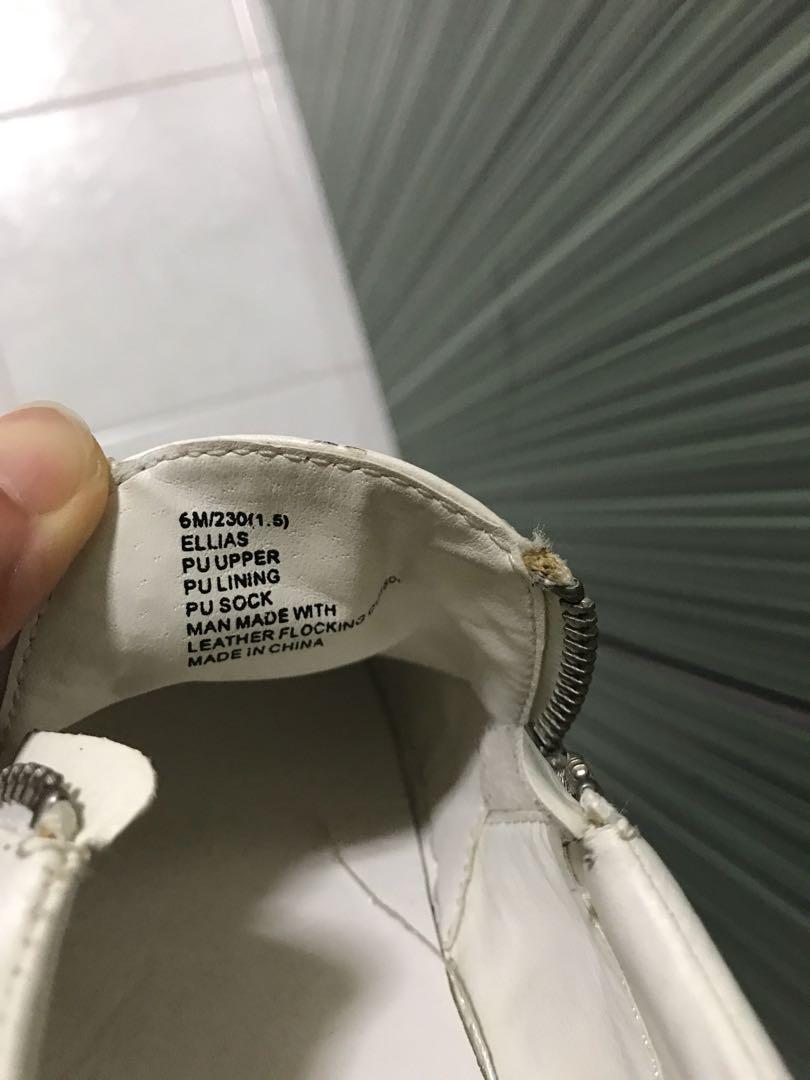 6M/230(1.5)
ELLIAS
PU UPPER
PU LINING
PU SOCK
MAN MADE WITH
LEATHER FLOCKING
MADE IN CHINA